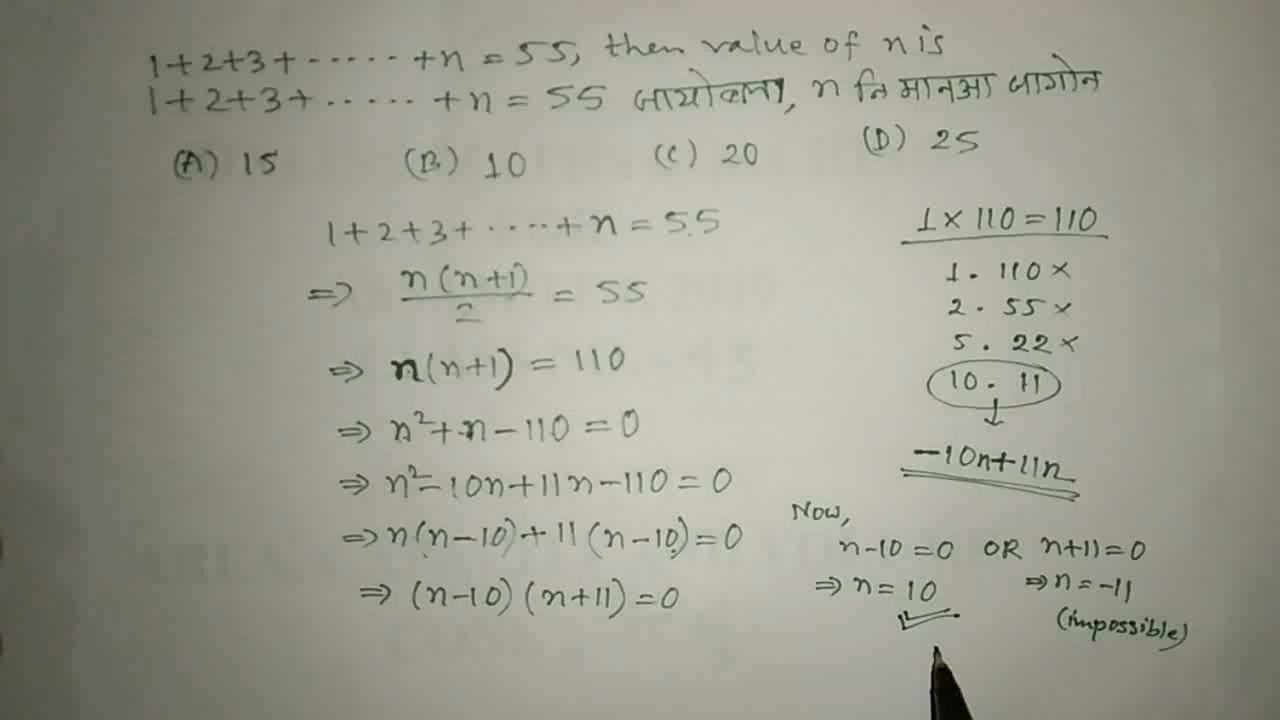 1+2+3+ ······ +n = 55, then value of n is
1+2+3+ ······ +n = 55 जायोब्ला, n नि मानआ जागोन
(A) 15 (B) 10 (C) 20 (D) 25
1+2+3+ ····· +n = 55
⇒ n(n+1)/2 = 55
⇒ n(n+1) = 110
⇒ n²+n-110 = 0
⇒ n²-10n+11n-110 = 0
⇒ n(n-10)+11(n-10)=0
⇒ (n-10)(n+11)=0
1×110=110
1 · 110 ×
2 · 55 ×
5 · 22 ×
10 · 11
↓
-10n+11n
Now,
n-10=0 OR n+11=0
⇒ n=10 ⇒ n=-11
(impossible)